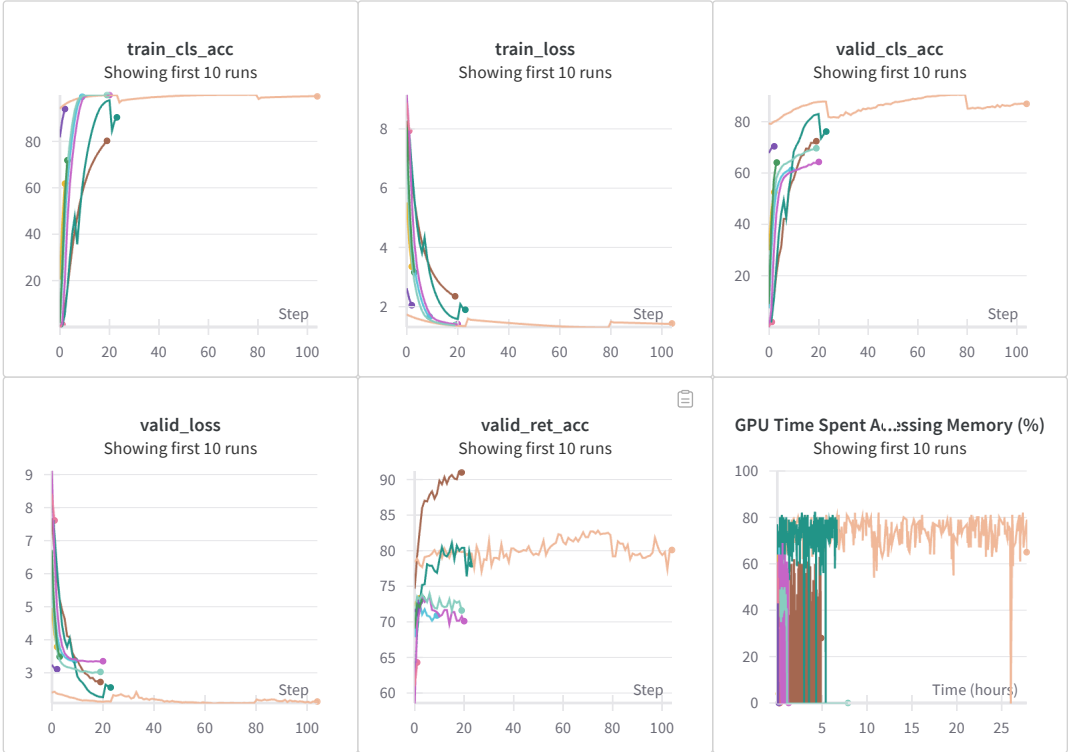 train_cls_acc
Showing first 10 runs
80
60
40
20
Step
0 20 40 60 80 100
train_loss
Showing first 10 runs
8
6
4
2
Step
0 20 40 60 80 100
valid_cls_acc
Showing first 10 runs
80
60
40
20
Step
0 20 40 60 80 100
valid_loss
Showing first 10 runs
9
8
7
6
5
4
3
Step
0 20 40 60 80 100
valid_ret_acc
Showing first 10 runs
90
85
80
75
70
65
60
Step
0 20 40 60 80 100
GPU Time Spent A...essing Memory (%)
Showing first 10 runs
100
80
60
40
20
0
Time (hours)
5 10 15 20 25